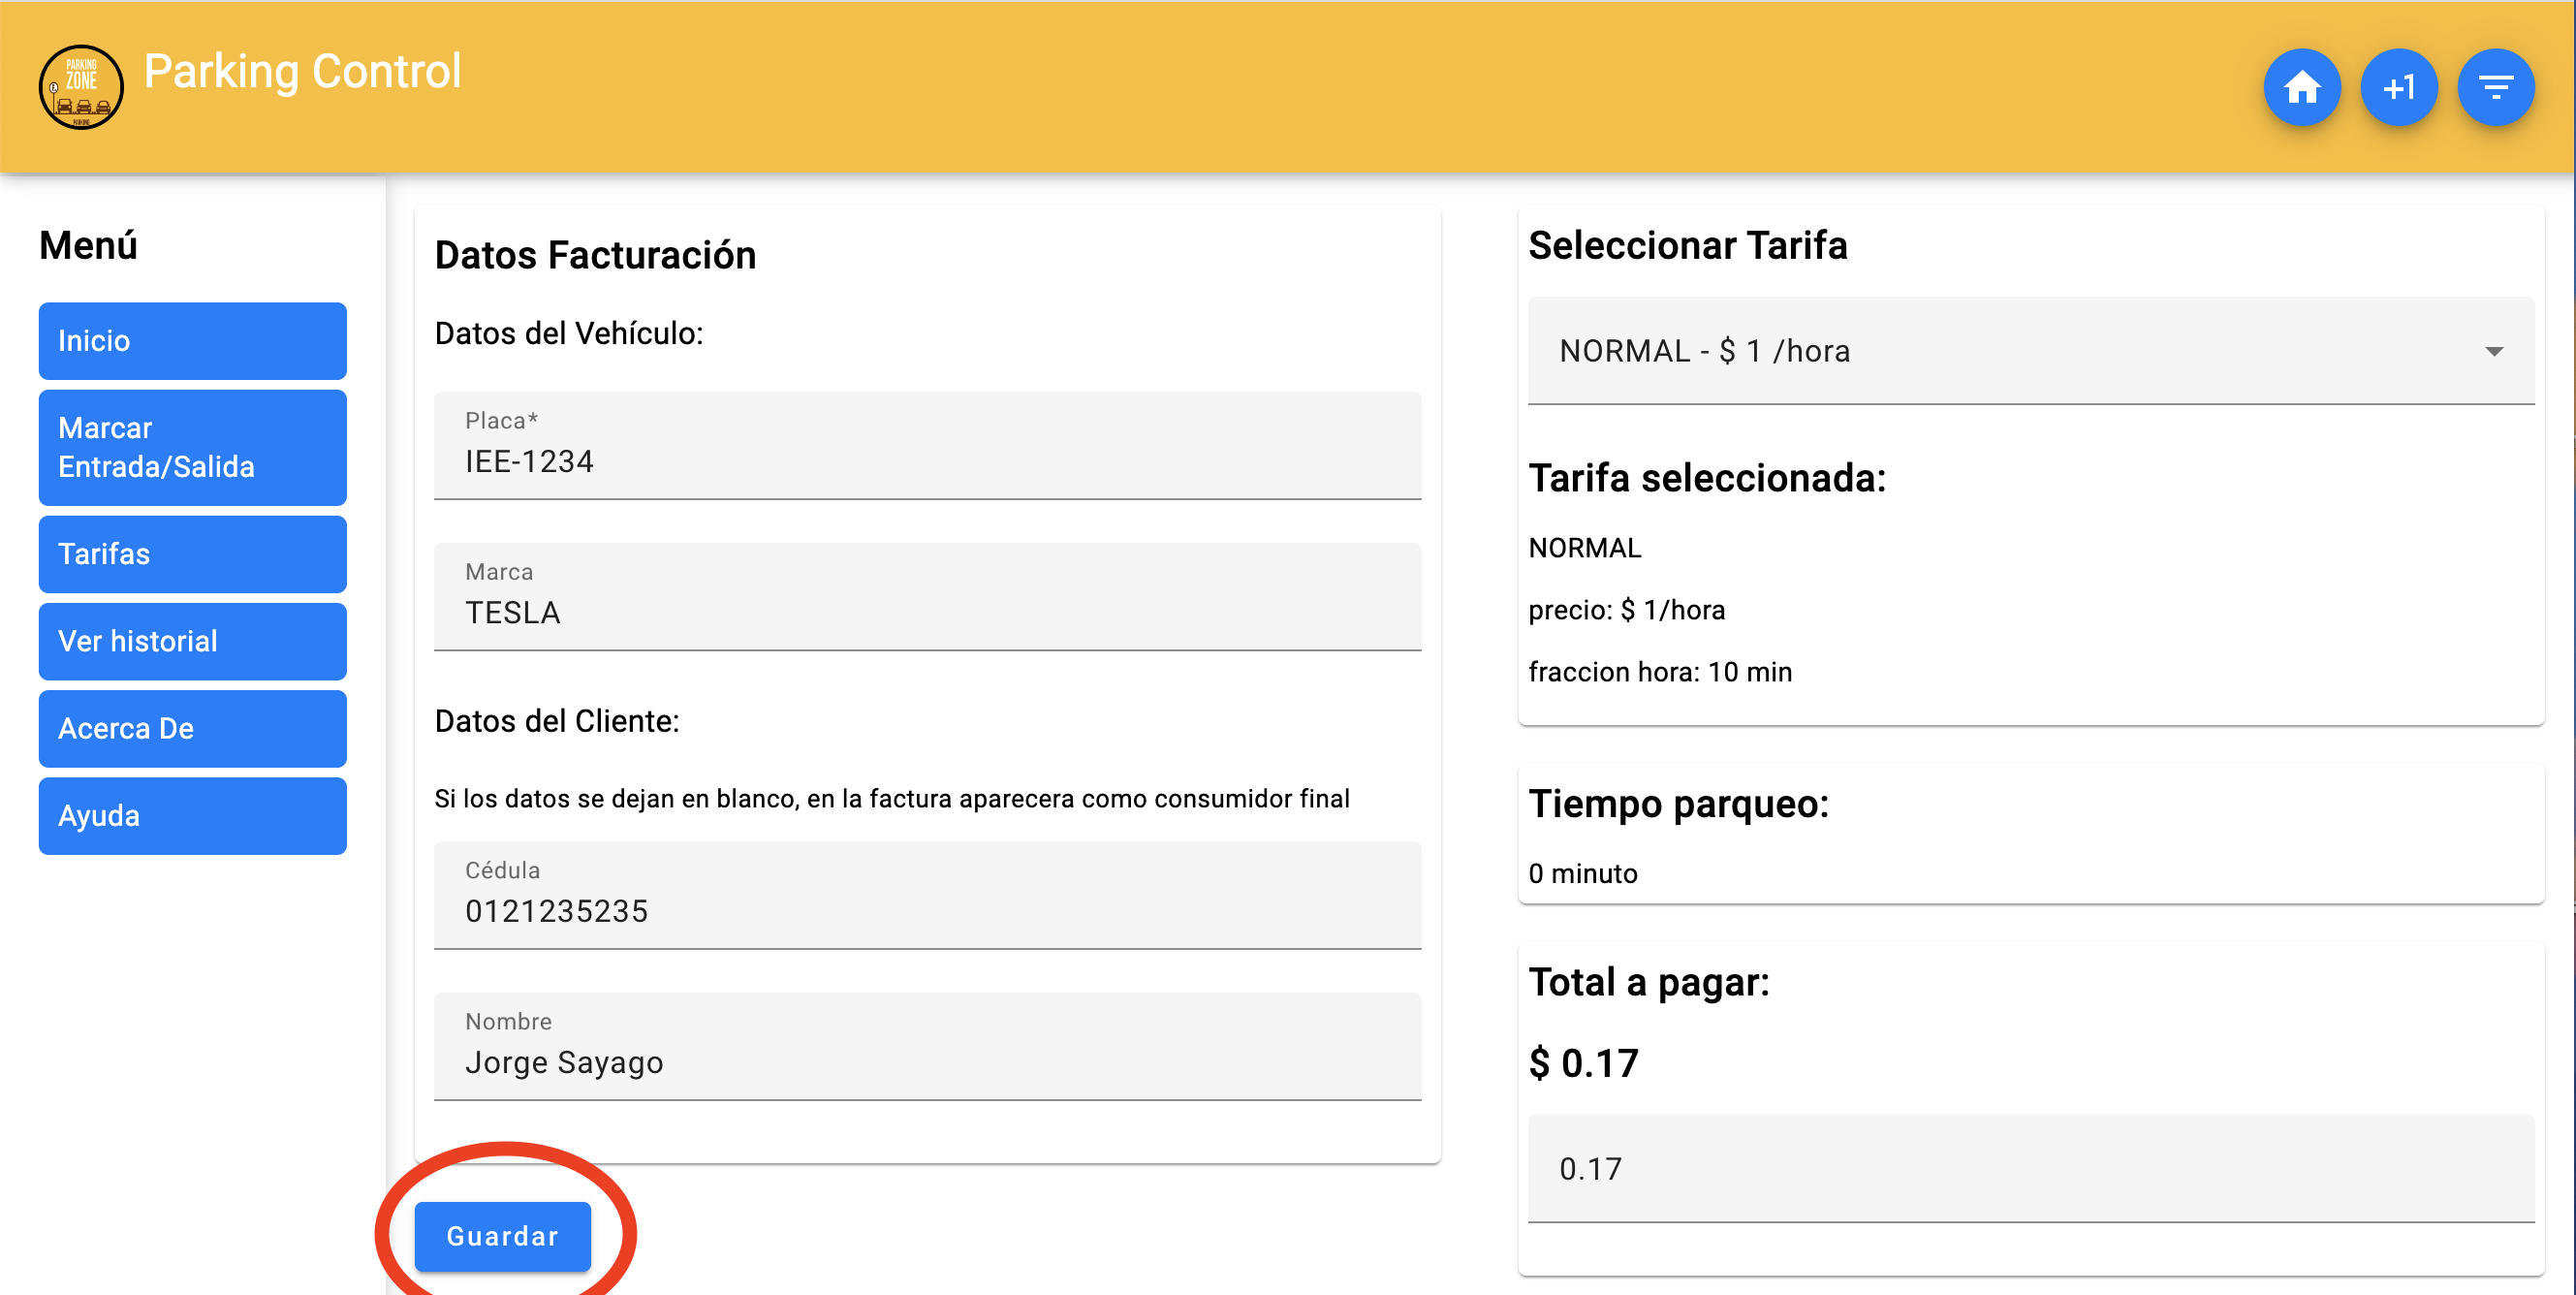 PARKING
ZONE
PARKING
Parking Control
+1
Menú
Inicio
Marcar
Entrada/Salida
Tarifas
Ver historial
Acerca De
Ayuda
Datos Facturación
Datos del Vehículo:
Placa*
IEE-1234
Marca
TESLA
Datos del Cliente:
Si los datos se dejan en blanco, en la factura aparecera como consumidor final
Cédula
0121235235
Nombre
Jorge Sayago
Guardar
Seleccionar Tarifa
NORMAL - $ 1 /hora
Tarifa seleccionada:
NORMAL
precio: $ 1/hora
fraccion hora: 10 min
Tiempo parqueo:
0 minuto
Total a pagar:
$ 0.17
0.17